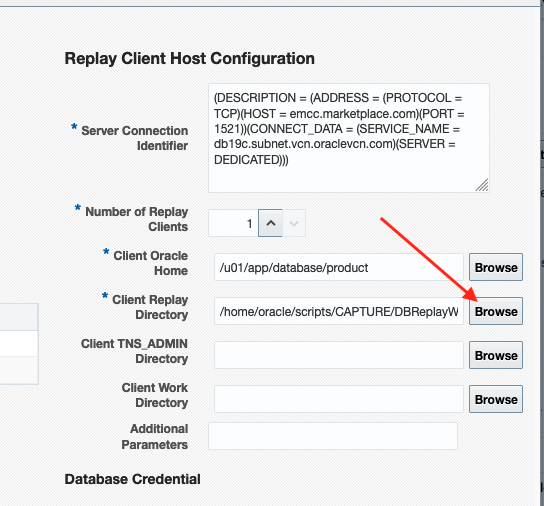 Replay Client Host Configuration
* Server Connection Identifier
(DESCRIPTION = (ADDRESS = (PROTOCOL =
TCP)(HOST = emcc.marketplace.com)(PORT =
1521))(CONNECT_DATA = (SERVICE_NAME =
db19c.subnet.vcn.oraclevcn.com)(SERVER =
DEDICATED)))
* Number of Replay
Clients
1
* Client Oracle
Home
/u01/app/database/product
Browse
* Client Replay
Directory
/home/oracle/scripts/CAPTURE/DBReplayW
Browse
Client TNS_ADMIN
Directory
Browse
Client Work
Directory
Browse
Additional
Parameters
Database Credential